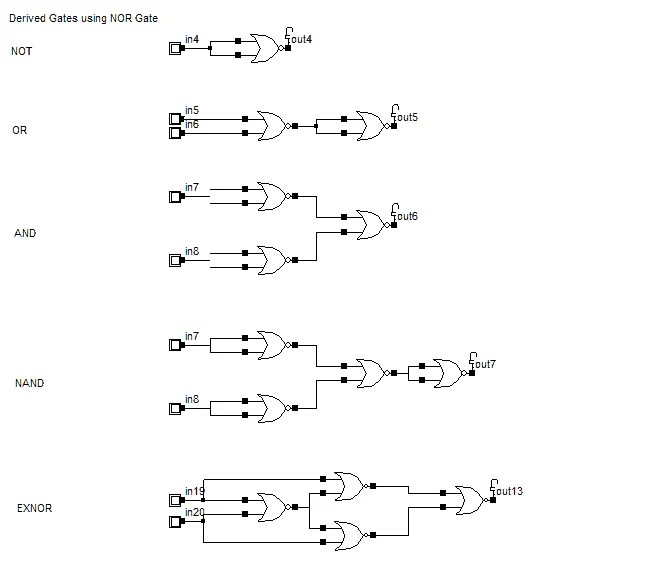 Derived Gates using NOR Gate
NOT
in4
out4
OR
in5
in6
out5
AND
in7
in8
out6
NAND
in7
in8
out7
EXNOR
in19
in20
out13